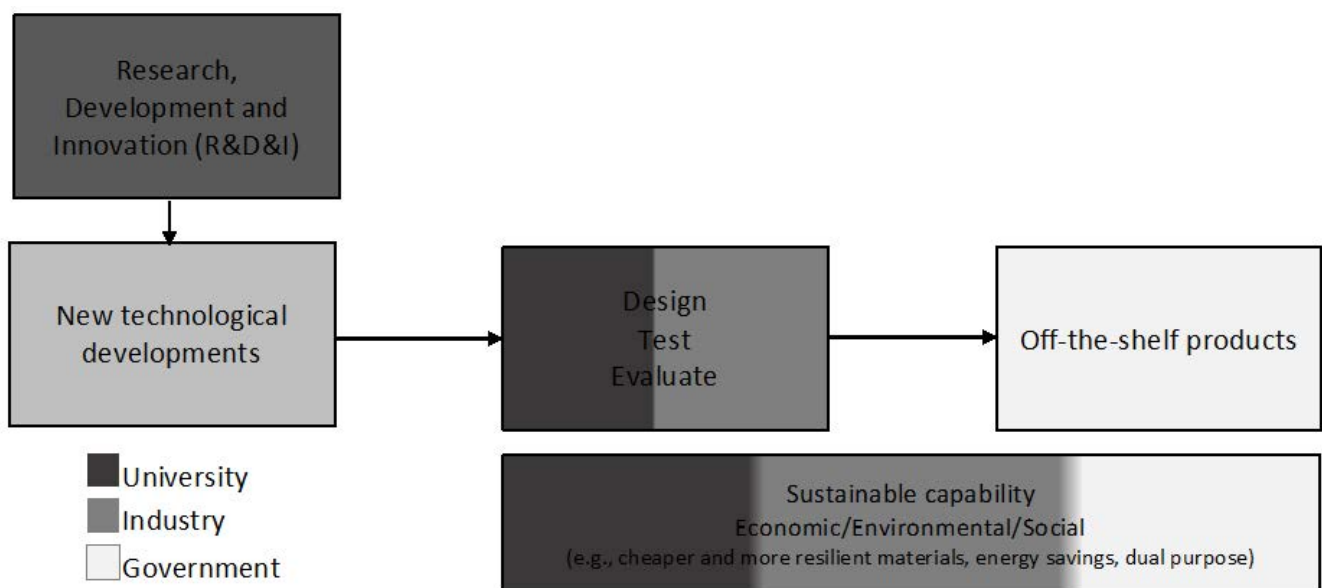 Research,
Development and
Innovation (R&D&I)
New technological
developments
Design
Test
Evaluate
Off-the-shelf products
University
Industry
Government
Sustainable capability
Economic/Environmental/Social
(e.g., cheaper and more resilient materials, energy savings, dual purpose)